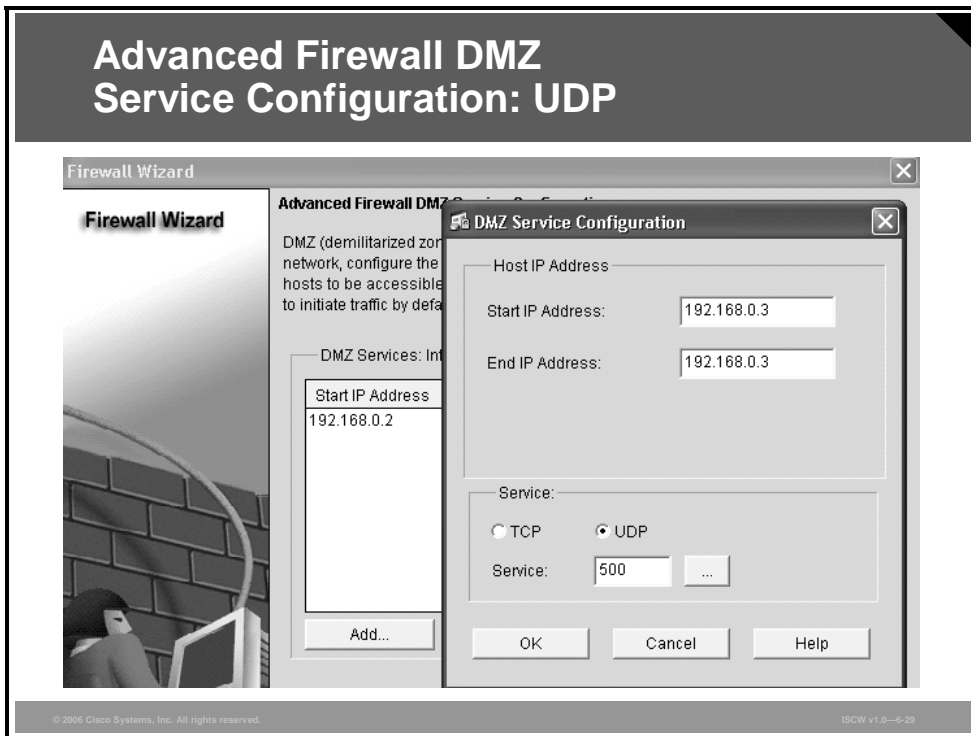 Advanced Firewall DMZ
Service Configuration: UDP
Firewall Wizard
Firewall Wizard
Advanced Firewall DMZ
DMZ (demilitarized zon
network, configure the
hosts to be accessible
to initiate traffic by defa
DMZ Services: Int
Start IP Address
192.168.0.2
Add...
DMZ Service Configuration
Host IP Address
Start IP Address:
192.168.0.3
End IP Address:
192.168.0.3
Service:
TCP
UDP
Service:
500
...
OK
Cancel
Help
© 2006 Cisco Systems, Inc. All rights reserved.
ISCW v1.0—6-29